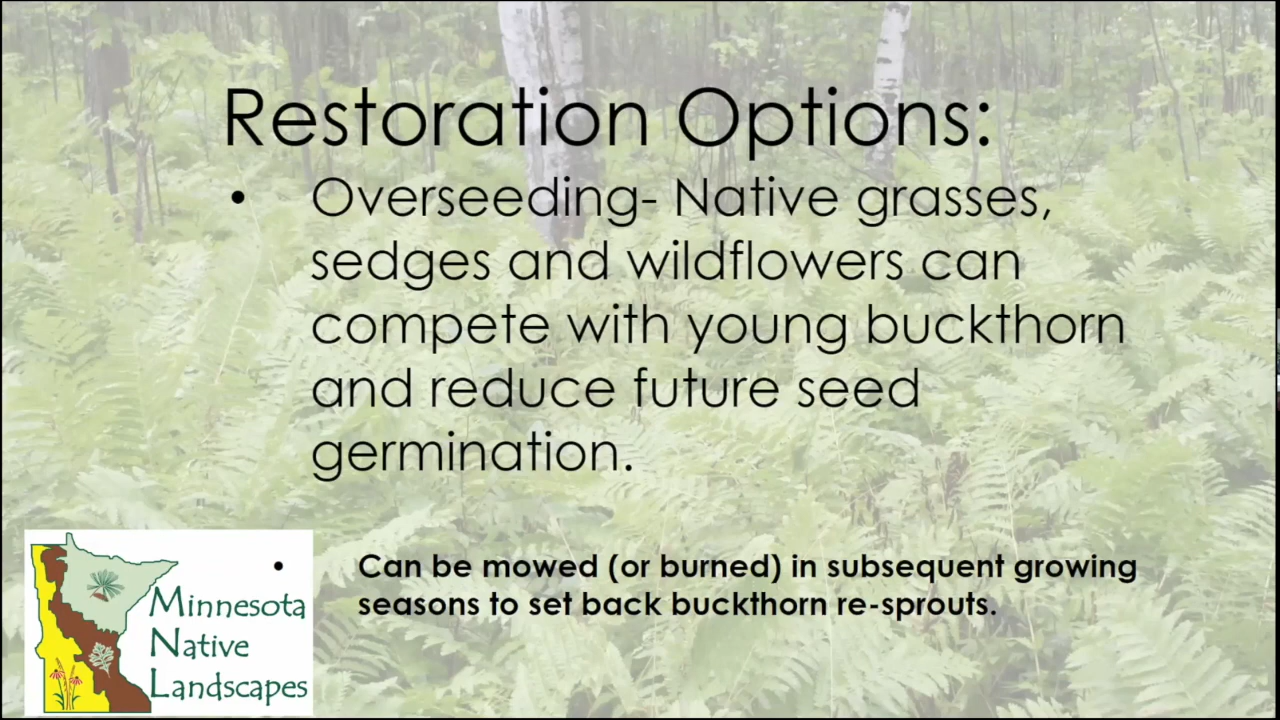 Restoration Options:
• Overseeding- Native grasses,
sedges and wildflowers can
compete with young buckthorn
and reduce future seed
germination.
• Can be mowed (or burned) in subsequent growing
seasons to set back buckthorn re-sprouts.
Minnesota
Native
Landscapes